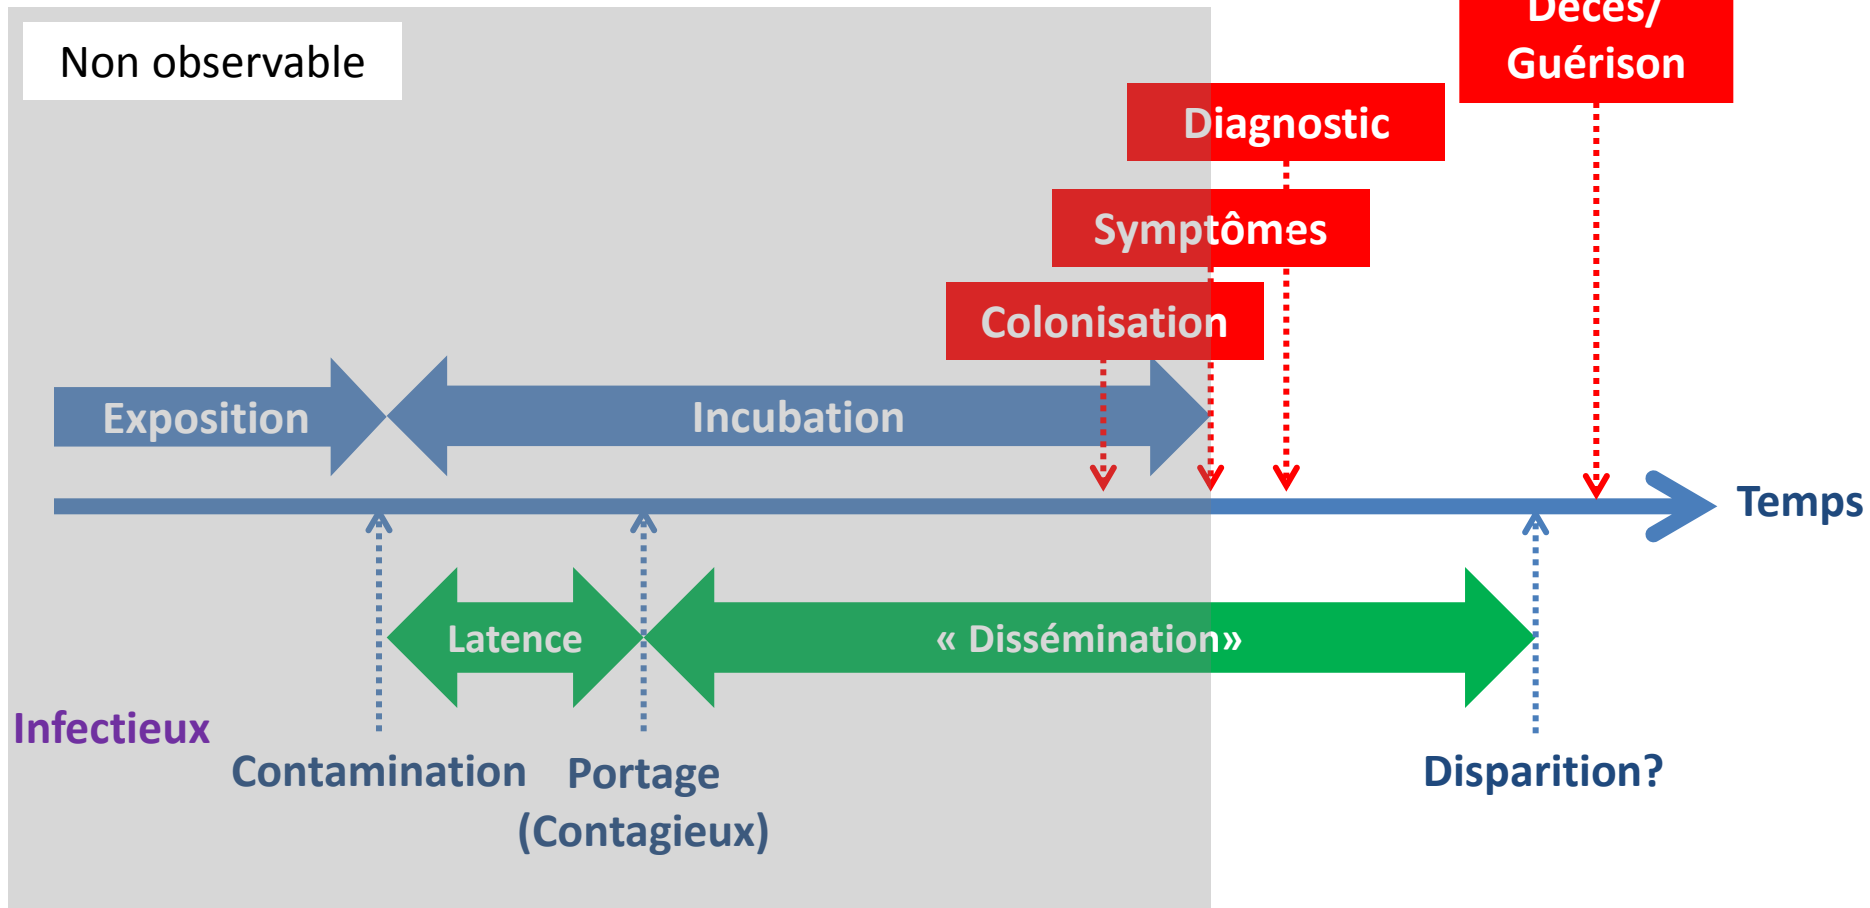 Décès/
Guérison
Non observable
Diagnostic
Symptômes
Colonisation
Exposition
Incubation
Temps
Latence
« Dissémination»
Infectieux
Contamination
Portage
(Contagieux)
Disparition?